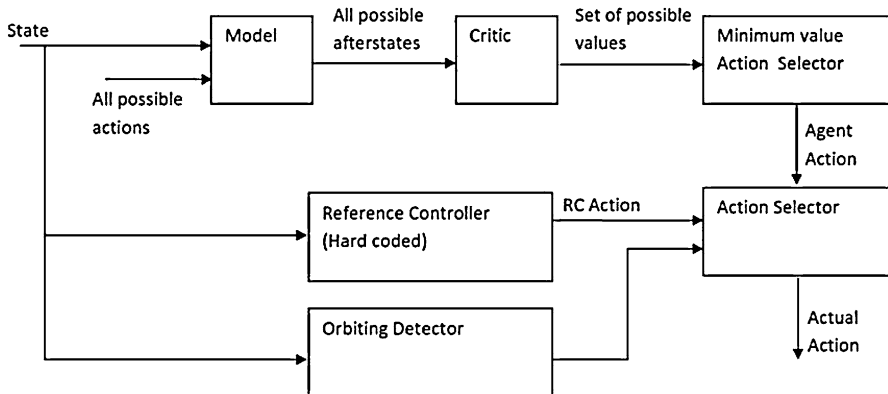 State
All possible
actions
Model
All possible
afterstates
Critic
Set of possible
values
Minimum value
Action Selector
Agent
Action
Reference Controller
(Hard coded)
RC Action
Action Selector
Orbiting Detector
Actual
Action